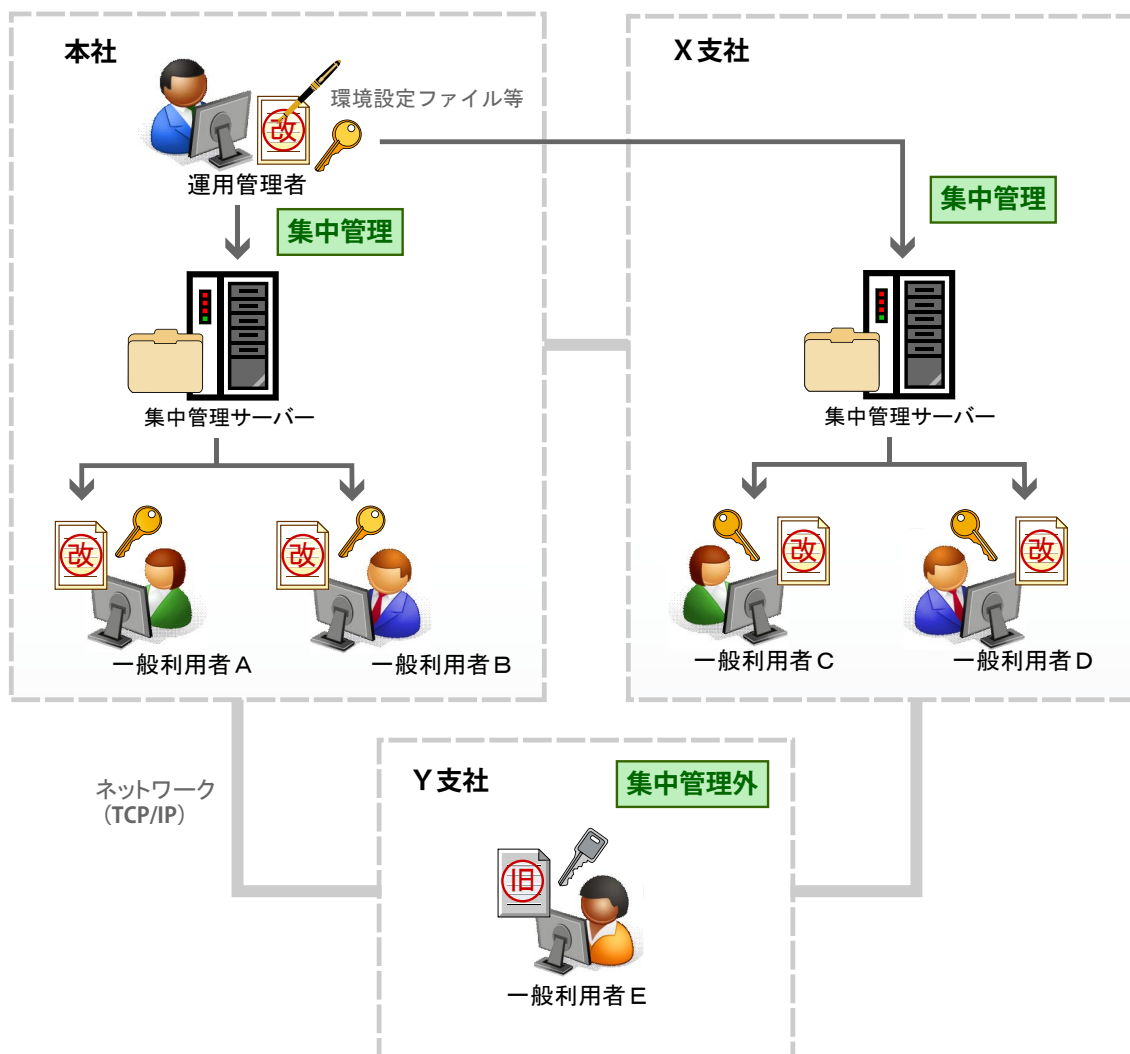 本社
X支社
環境設定ファイル等
改
運用管理者
集中管理
集中管理
集中管理サーバー
集中管理サーバー
改
改
改
改
一般利用者A
一般利用者B
一般利用者C
一般利用者D
ネットワーク
(TCP/IP)
Y支社
集中管理外
旧
一般利用者E